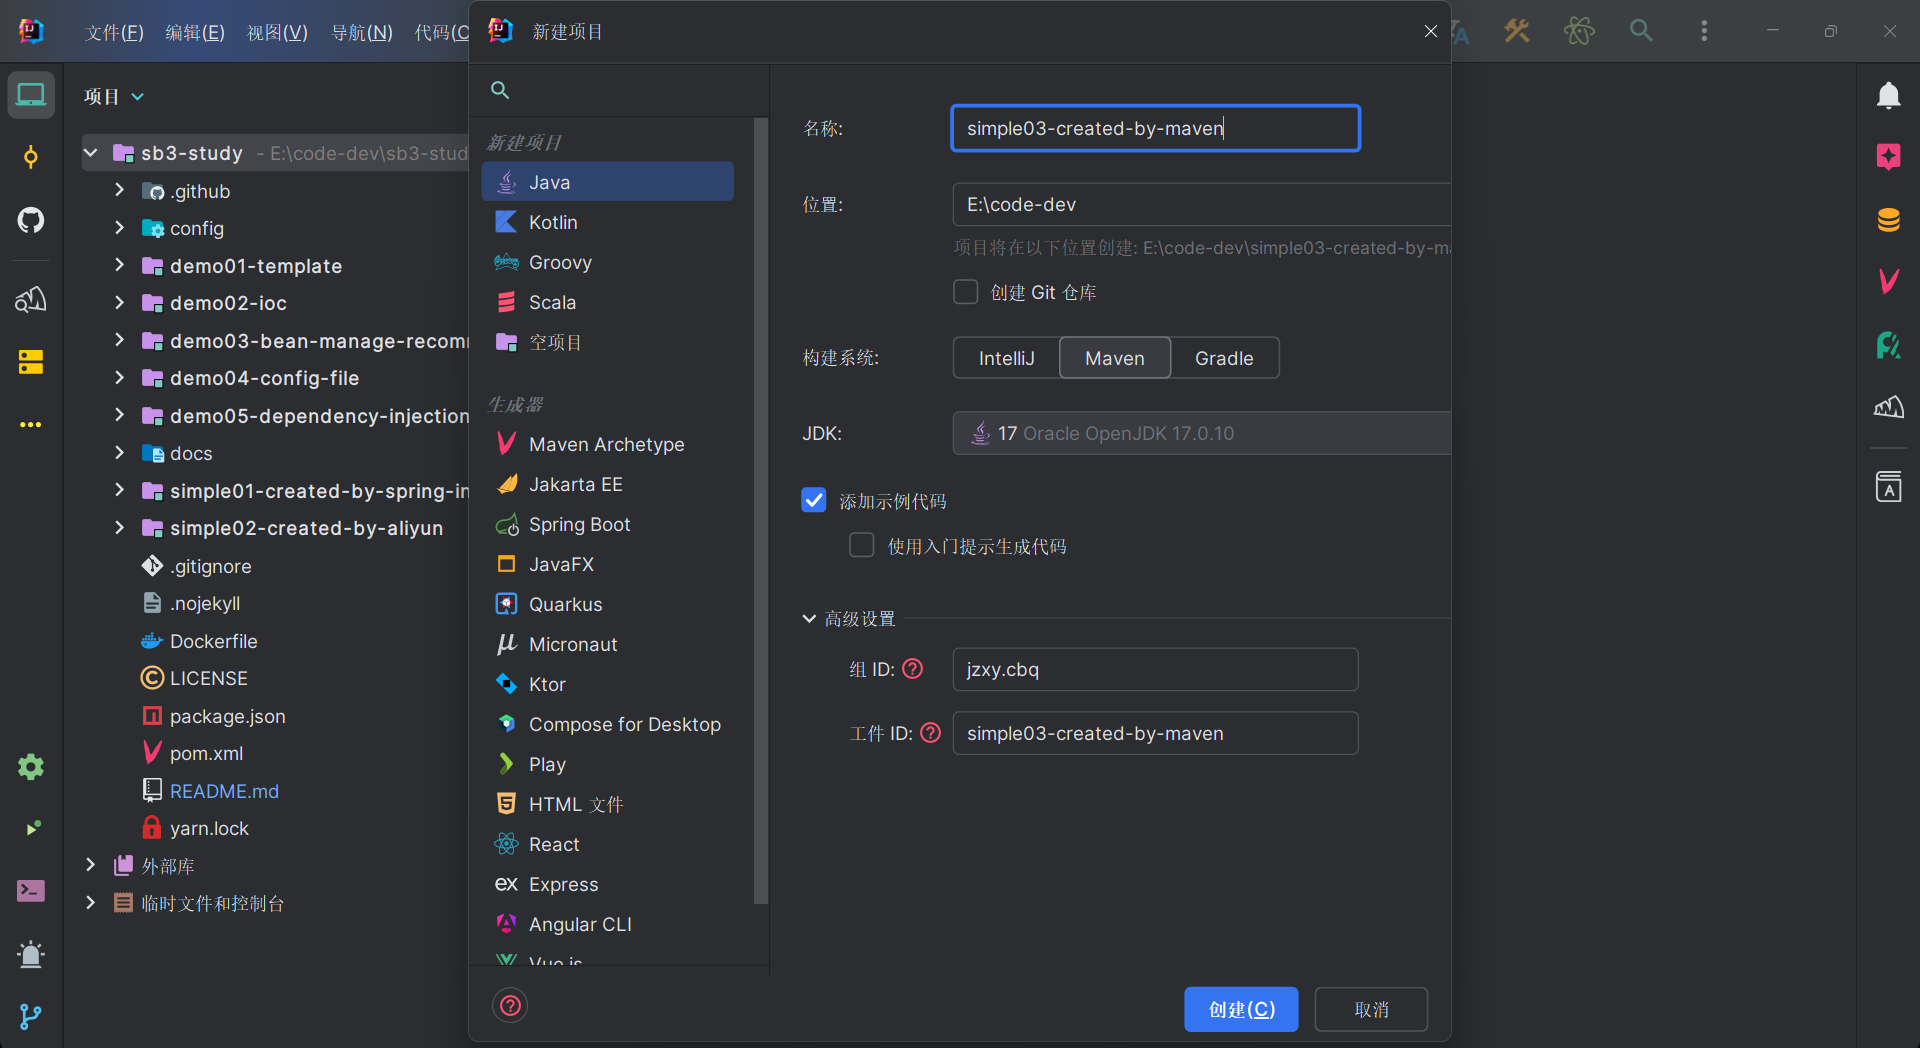 文件(F) 编辑(E) 视图(V) 导航(N) 代码(C
项目
sb3-study - E:\code-dev\sb3-stud
.github
config
demo01-template
demo02-ioc
demo03-bean-manage-recom
demo04-config-file
demo05-dependency-injection
docs
simple01-created-by-spring-in
simple02-created-by-aliyun
.gitignore
.nojekyll
Dockerfile
LICENSE
package.json
pom.xml
README.md
yarn.lock
外部库
临时文件和控制台
新建项目
新建项目
Java
Kotlin
Groovy
Scala
空项目
生成器
Maven Archetype
Jakarta EE
Spring Boot
JavaFX
Quarkus
Micronaut
Ktor
Compose for Desktop
Play
HTML 文件
React
ex Express
Angular CLI
Vue.js
名称: simple03-created-by-maven
位置: E:\code-dev
项目将在以下位置创建: E:\code-dev\simple03-created-by-ma
创建 Git 仓库
构建系统: IntelliJ Maven Gradle
JDK: 17 Oracle OpenJDK 17.0.10
添加示例代码
使用入门提示生成代码
高级设置
组 ID: jzxy.cbq
工件 ID: simple03-created-by-maven
创建(C) 取消